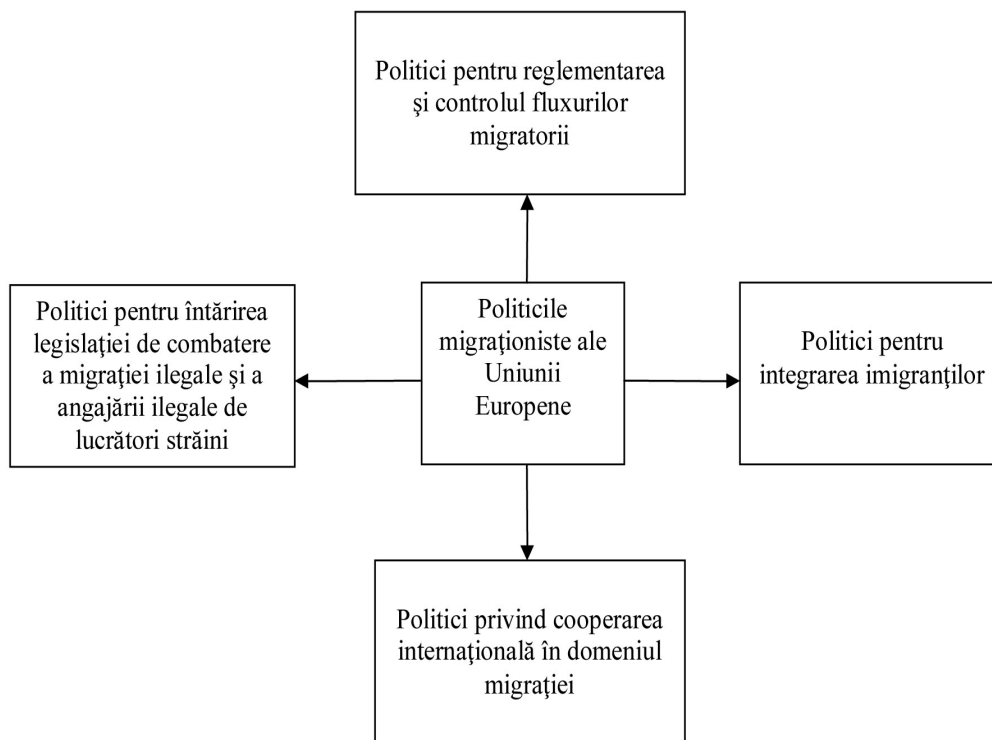 Politici pentru reglementarea
şi controlul fluxurilor
migratorii
Politici pentru întărirea
legislaţiei de combatere
a migraţiei ilegale şi a
angajării ilegale de
lucrători străini
Politicile
migraţioniste ale
Uniunii
Europene
Politici pentru
integrarea imigranţilor
Politici privind cooperarea
internaţională în domeniul
migraţiei